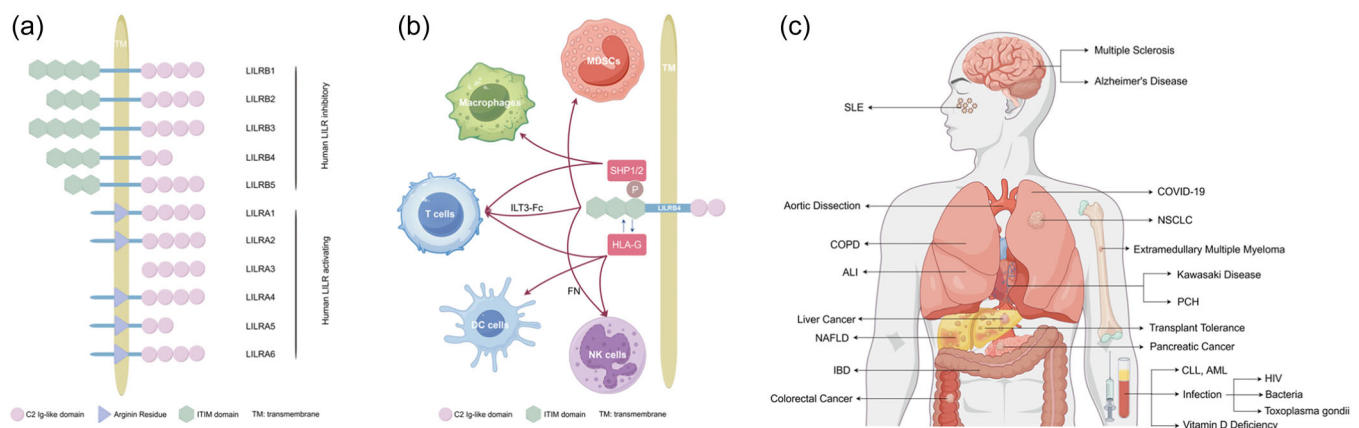 (a)
TM
LILRB1
LILRB2
LILRB3
LILRB4
LILRB5
LILRA1
LILRA2
LILRA3
LILRA4
LILRA5
LILRA6
Human LILR inhibitory
Human LILR activating
C2 Ig-like domain
Arginin Residue
ITIM domain
TM: transmembrane
(b)
MDSCs
TM
Macrophages
SHP1/2
P
T cells
ILT3-Fc
LILRB4
HLA-G
FN
DC cells
NK cells
C2 Ig-like domain
ITIM domain
TM: transmembrane
(c)
Multiple Sclerosis
Alzheimer's Disease
SLE
COVID-19
Aortic Dissection
NSCLC
COPD
Extramedullary Multiple Myeloma
ALI
Kawasaki Disease
PCH
Liver Cancer
Transplant Tolerance
NAFLD
Pancreatic Cancer
IBD
CLL, AML
HIV
Infection
Bacteria
Colorectal Cancer
Toxoplasma gondii
Vitamin D Deficiency